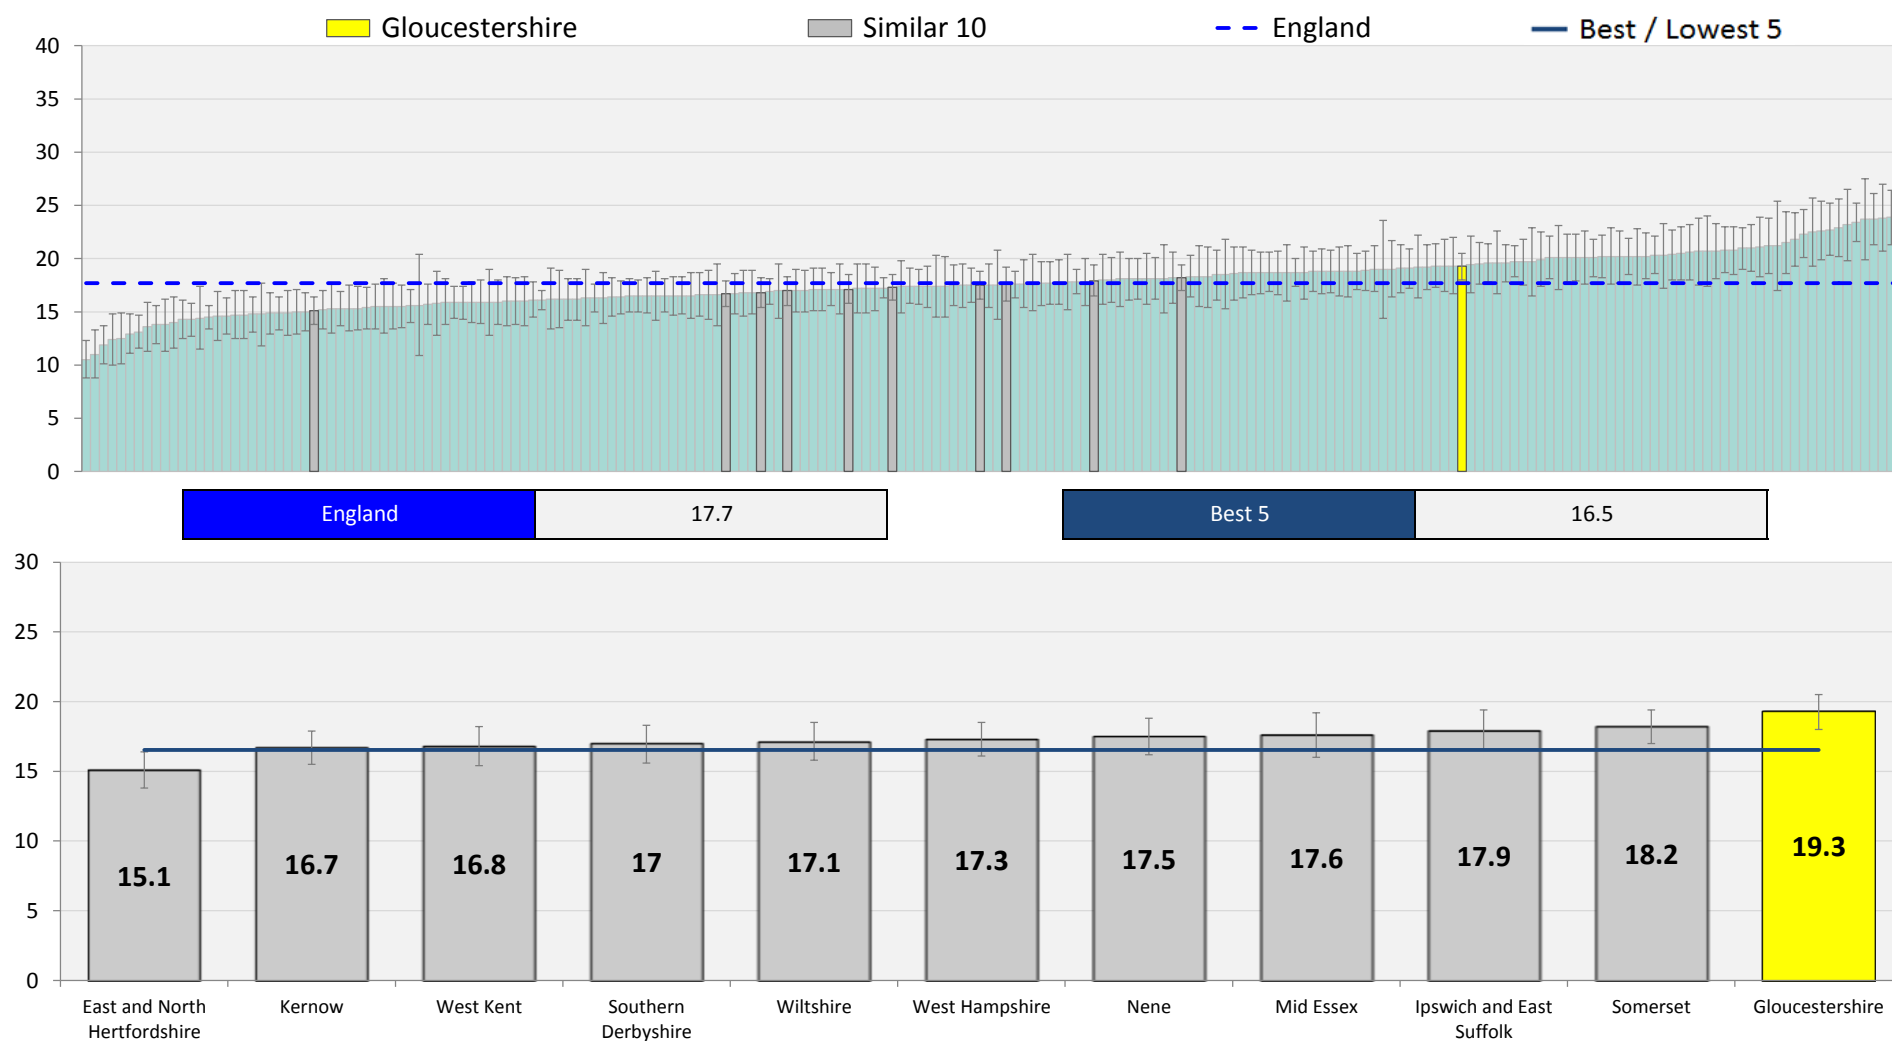 Gloucestershire Similar 10 England Best / Lowest 5
40
35
30
25
20
15
10
5
0
England 17.7 Best 5 16.5
30
25
20
15
10
5
0
15.1 16.7 16.8 17 17.1 17.3 17.5 17.6 17.9 18.2 19.3
East and North Hertfordshire
Kernow
West Kent
Southern Derbyshire
Wiltshire
West Hampshire
Nene
Mid Essex
Ipswich and East Suffolk
Somerset
Gloucestershire